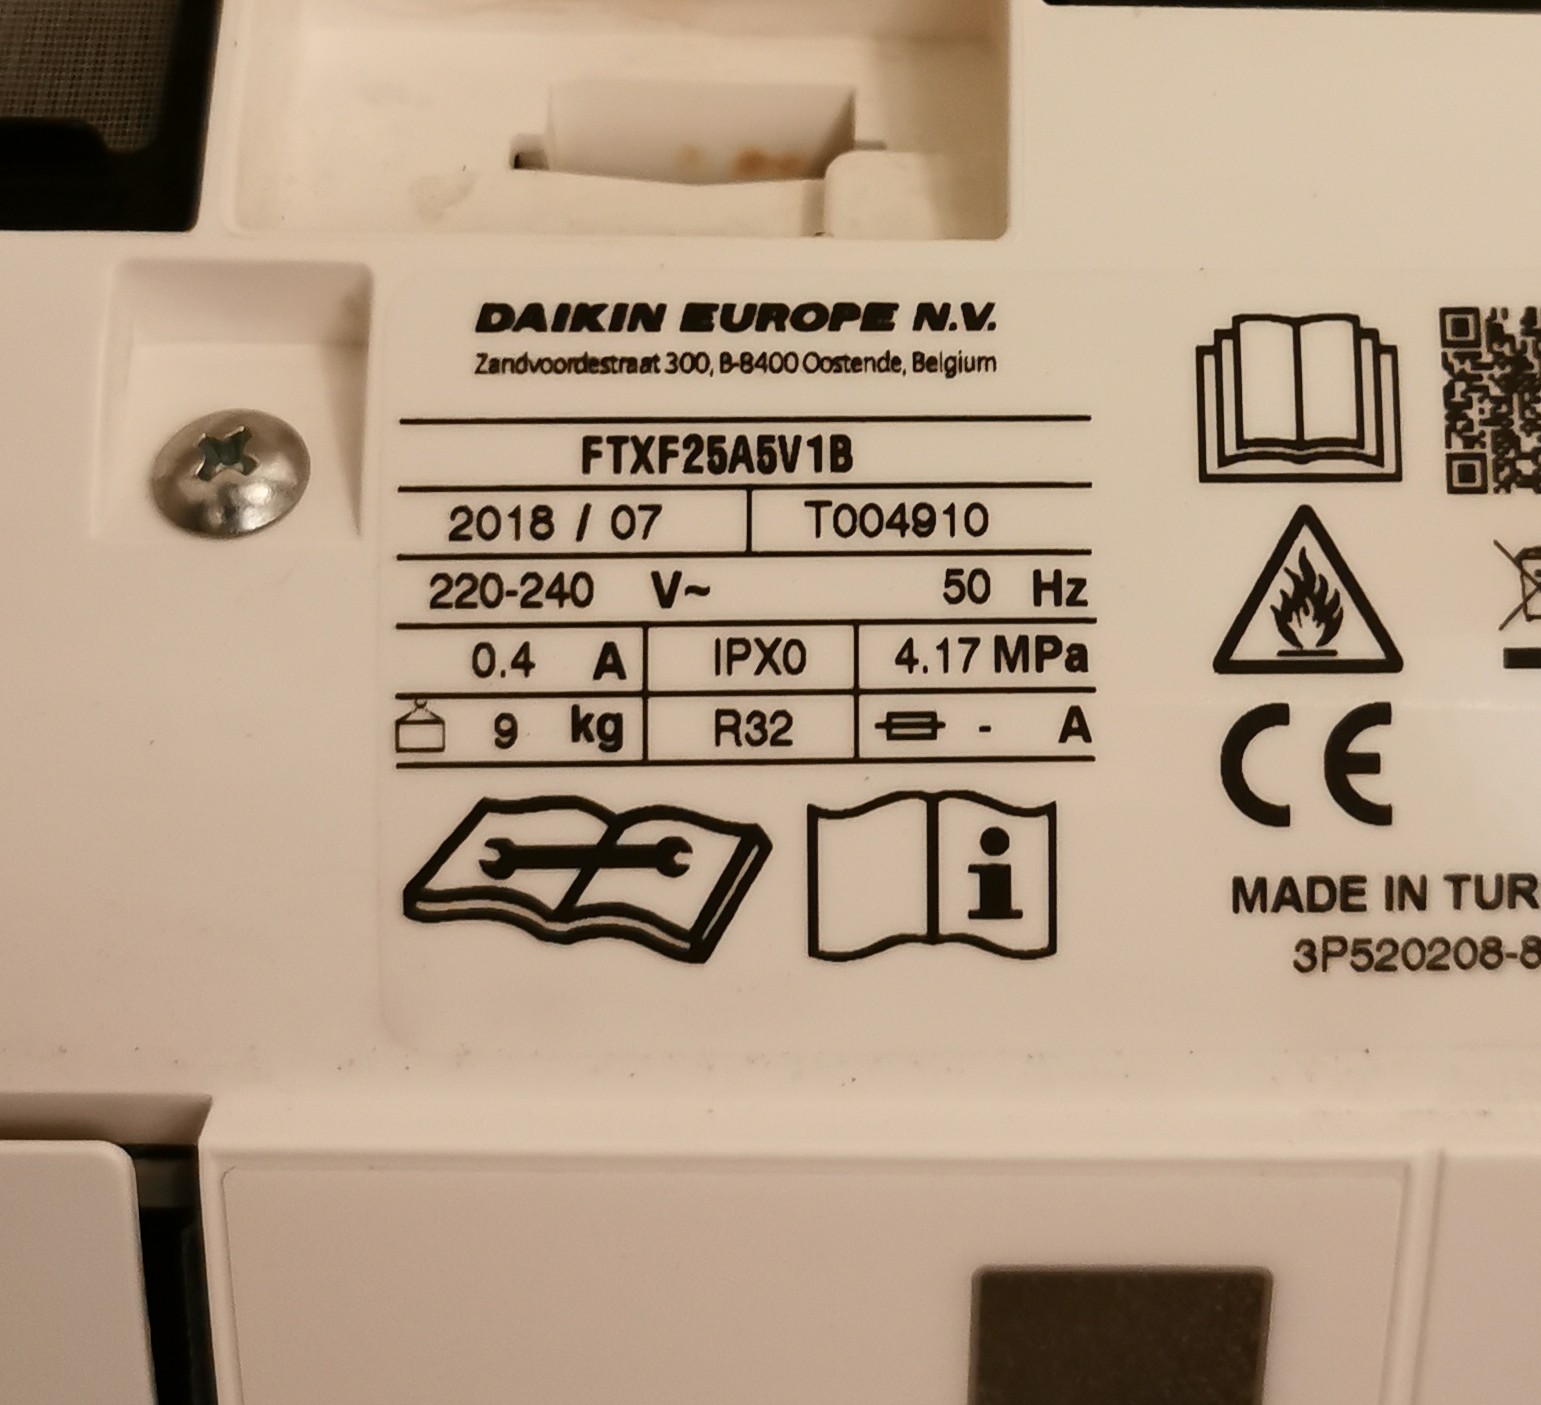 DAIKIN EUROPE N.V.
Zandvoordestraat 300, B-8400 Oostende, Belgium
FTXF25A5V1B
2018 / 07 T004910
220-240 V~ 50 Hz
0.4 A IPX0 4.17 MPa
9 kg R32 - A
i
CE
MADE IN TUR
3P520208-8